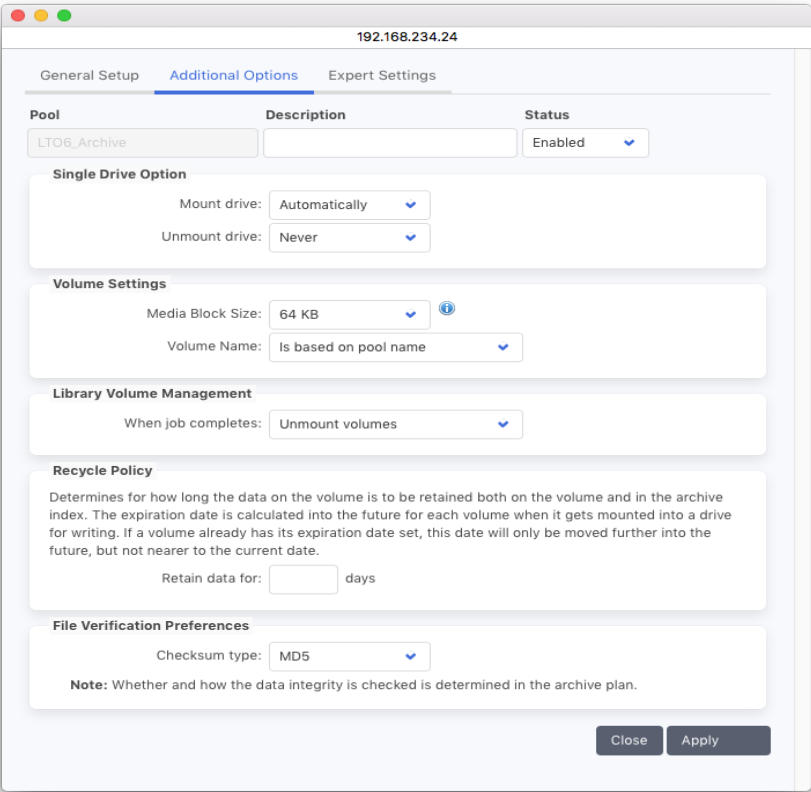 192.168.234.24
General Setup Additional Options Expert Settings
Pool Description Status
LTO6_Archive Enabled
Single Drive Option
Mount drive: Automatically
Unmount drive: Never
Volume Settings
Media Block Size: 64 KB i
Volume Name: Is based on pool name
Library Volume Management
When job completes: Unmount volumes
Recycle Policy
Determines for how long the data on the volume is to be retained both on the volume and in the archive
index. The expiration date is calculated into the future for each volume when it gets mounted into a drive
for writing. If a volume already has its expiration date set, this date will only be moved further into the
future, but not nearer to the current date.
Retain data for: days
File Verification Preferences
Checksum type: MD5
Note: Whether and how the data integrity is checked is determined in the archive plan.
Close Apply